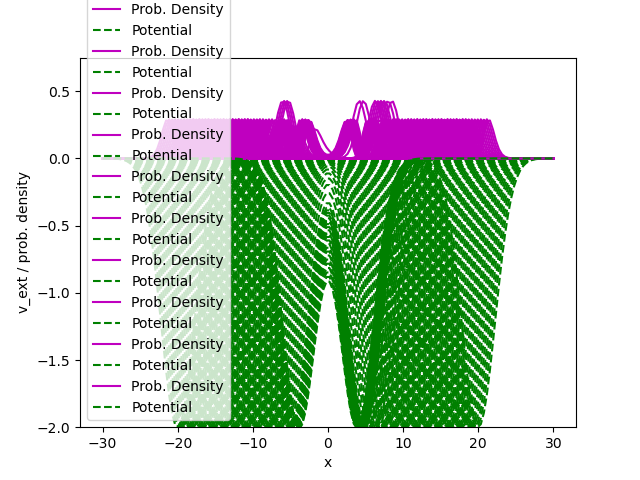 Prob. Density
Potential
Prob. Density
Potential
Prob. Density
Potential
Prob. Density
Potential
Prob. Density
Potential
Prob. Density
Potential
Prob. Density
Potential
Prob. Density
Potential
Prob. Density
Potential
Prob. Density
Potential
v_ext / prob. density
0.5
0.0
−0.5
−1.0
−1.5
−2.0
−30
−20
−10
0
10
20
30
x